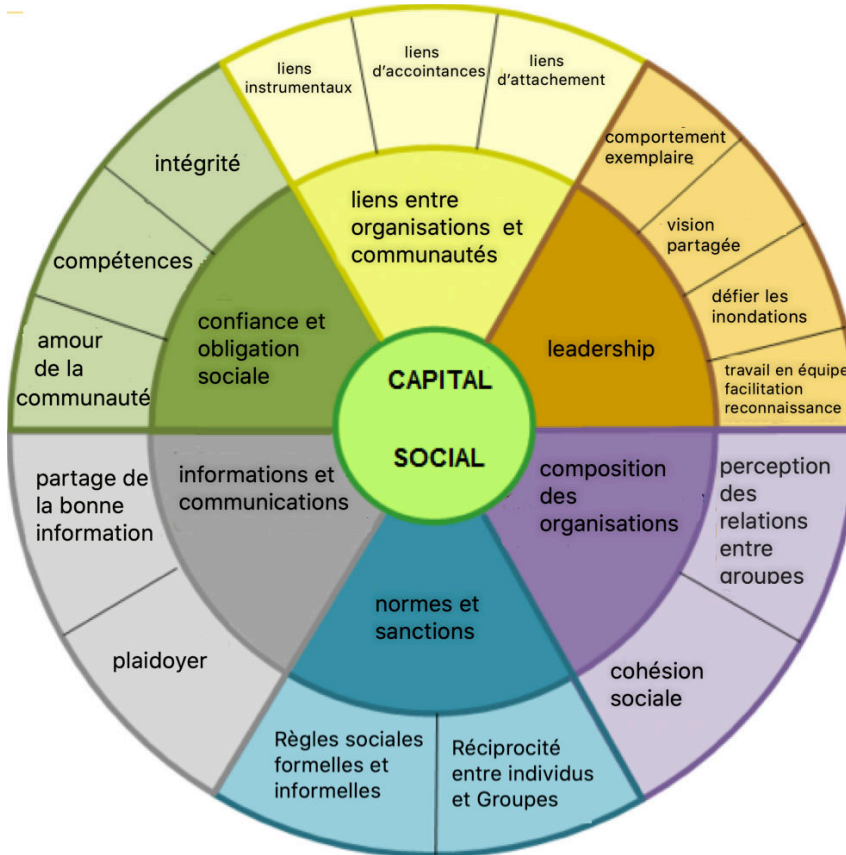 liens
instrumentaux
liens
d'accointances
liens
d'attachement
comportement
exemplaire
vision
partagée
défier les
inondations
travail en équipe
facilitation
reconnaissance
intégrité
compétences
amour
de la
communauté
liens entre
organisations et
communautés
confiance et
obligation
sociale
leadership
CAPITAL
SOCIAL
informations et
communications
composition
des
organisations
normes et
sanctions
partage de
la bonne
information
plaidoyer
perception
des
relations
entre
groupes
cohésion
sociale
Règles sociales
formelles et
informelles
Réciprocité
entre individus
et Groupes